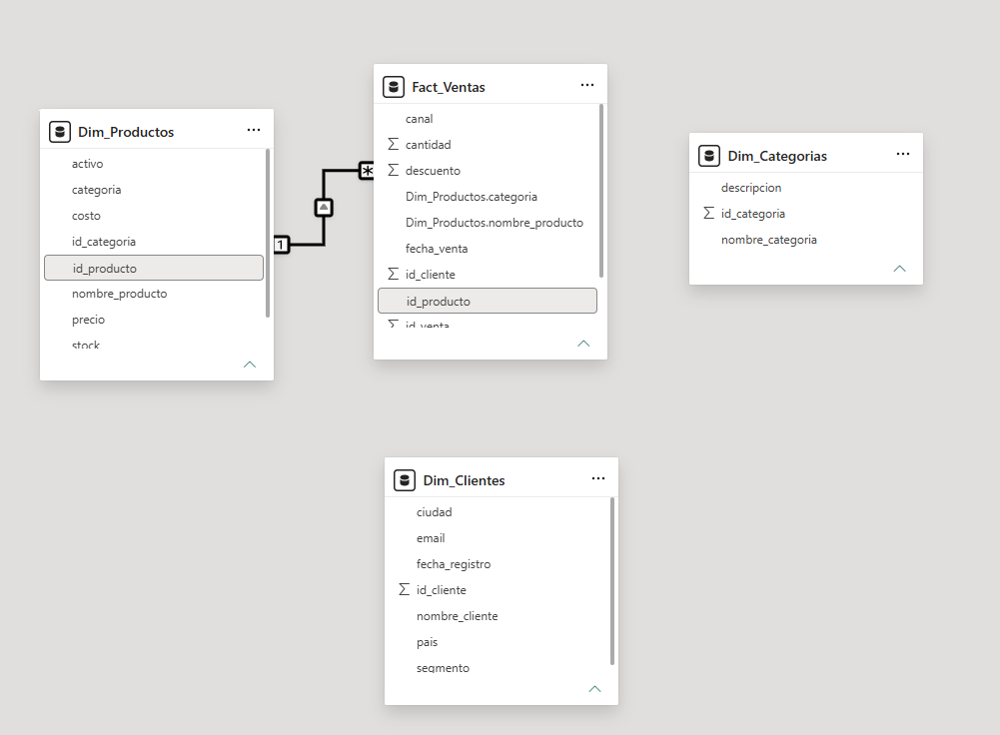 Dim_Productos
activo
categoria
costo
id_categoria
id_producto
nombre_producto
precio
stock
1
*
Fact_Ventas
canal
Σ cantidad
Σ descuento
Dim_Productos.categoria
Dim_Productos.nombre_producto
fecha_venta
Σ id_cliente
id_producto
Σ id_venta
Dim_Categorias
descripcion
Σ id_categoria
nombre_categoria
Dim_Clientes
ciudad
email
fecha_registro
Σ id_cliente
nombre_cliente
pais
segmento